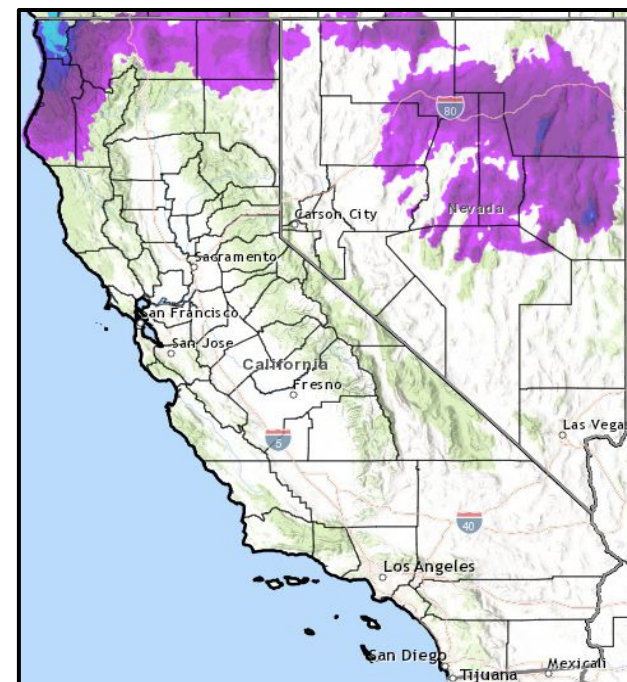 80
Nevada
Carson City
Sacramento
San Francisco
San Jose
California
Fresno
Las Vega
5
40
Los Angeles
San Diego
Tijuana
Mexicali